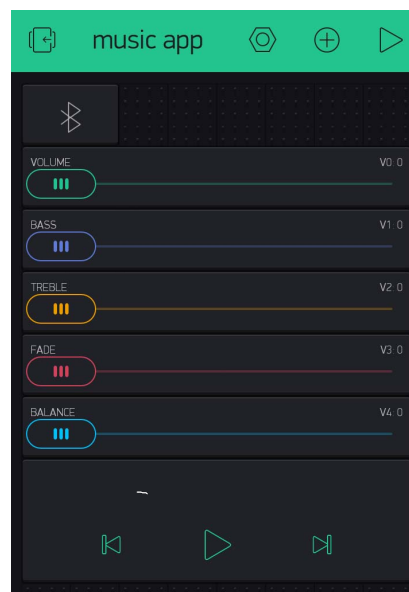 music app
VOLUME V0: 0
BASS V1: 0
TREBLE V2: 0
FADE V3: 0
BALANCE V4: 0